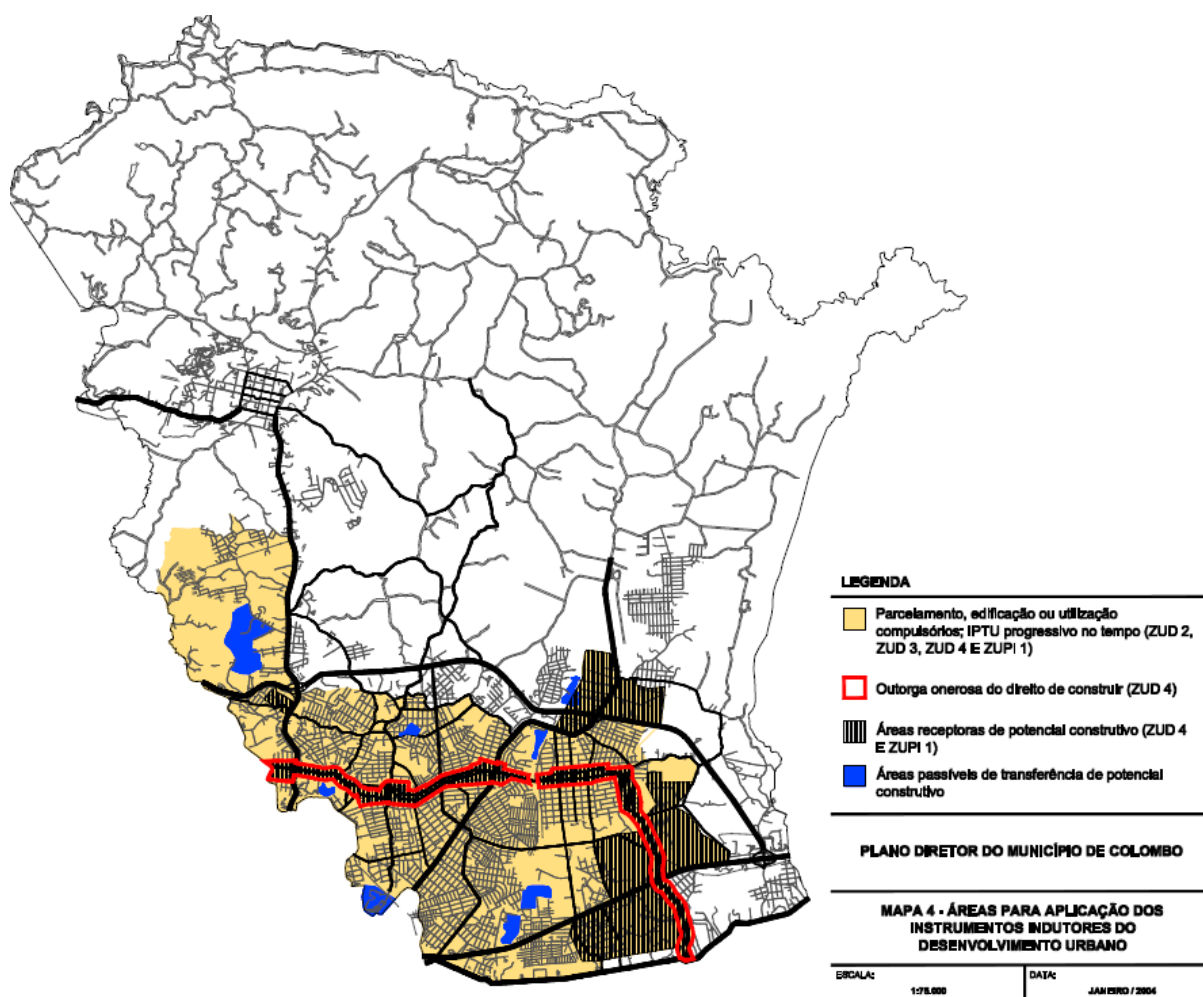 LEGENDA
Parcelamento, edificação ou utilização
compulsórios; IPTU progressivo no tempo (ZUD 2,
ZUD 3, ZUD 4 E ZUPI 1)
Outorga onerosa do direito de construir (ZUD 4)
Áreas receptoras de potencial construtivo (ZUD 4
E ZUPI 1)
Áreas passíveis de transferência de potencial
construtivo
PLANO DIRETOR DO MUNICÍPIO DE COLOMBO
MAPA 4 - ÁREAS PARA APLICAÇÃO DOS
INSTRUMENTOS INDUTORES DO
DESENVOLVIMENTO URBANO
ESCALA:
1:75.000
DATA:
JANEIRO / 2004